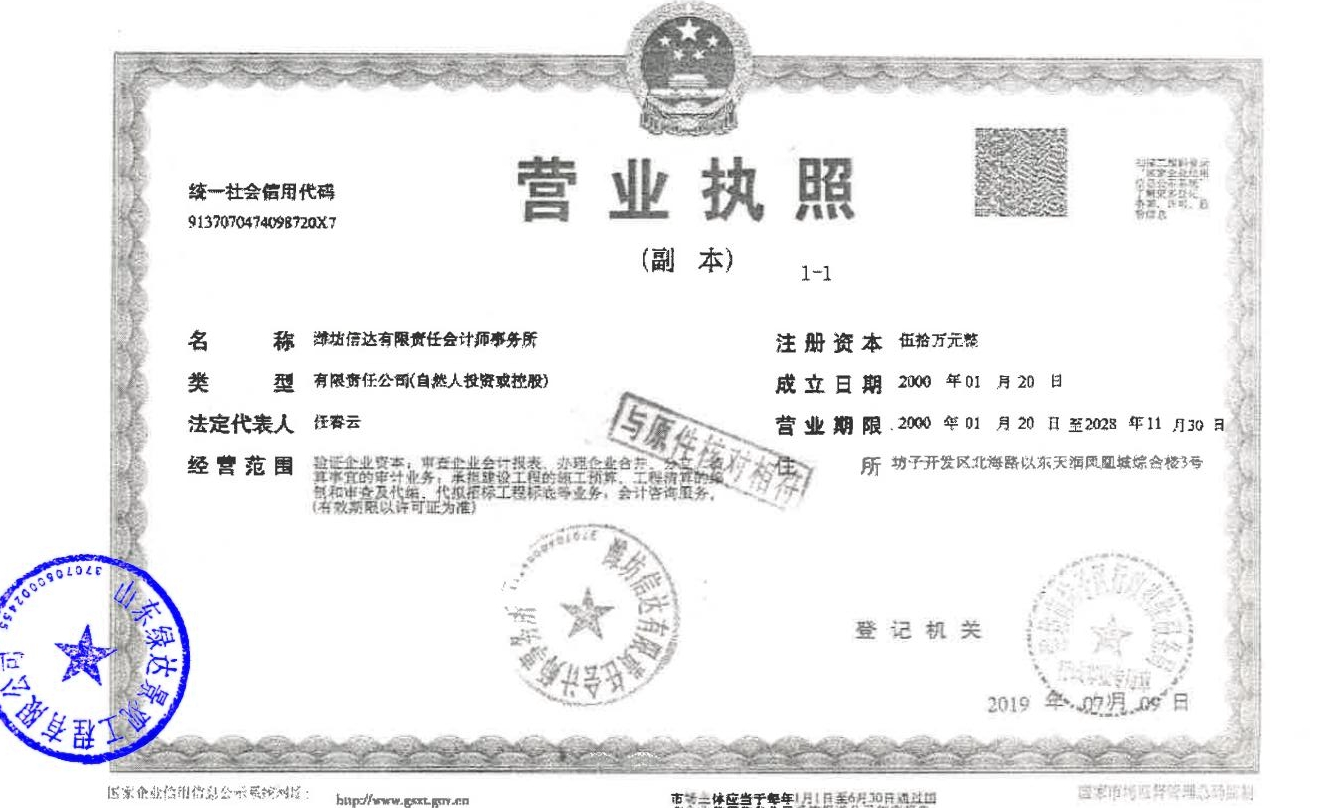 营业执照
(副 本)
1-1
统一社会信用代码
9137070474098720X7
名 称 潍坊信达有限责任会计师事务所
类 型 有限责任公司(自然人投资或控股)
法定代表人 任春云
经营范围 验证企业资本;审查企业会计报表、办理企业合并、分立、清
算事宜的审计业务;承担建设工程的施工预算、工程清算的编
制和审查及代编、代拟招标工程标底等业务;会计咨询服务。
(有效期限以许可证为准)
注册资本 伍拾万元整
成立日期 2000 年 01 月 20 日
营业期限 2000 年 01 月 20 日 至2028 年 11 月30 日
住 所 坊子开发区北海路以东天润凤凰城综合楼3号
与原件核对相符
潍坊信达有限责任会计师事务所
山东绿达景观工程有限公司
登记机关
2019 年 07月 09 日
国家企业信用信息公示系统网址:
http://www.gsxt.gov.cn
市场主体应当于每年1月1日至6月30日通过国
国家市场监督管理总局监制